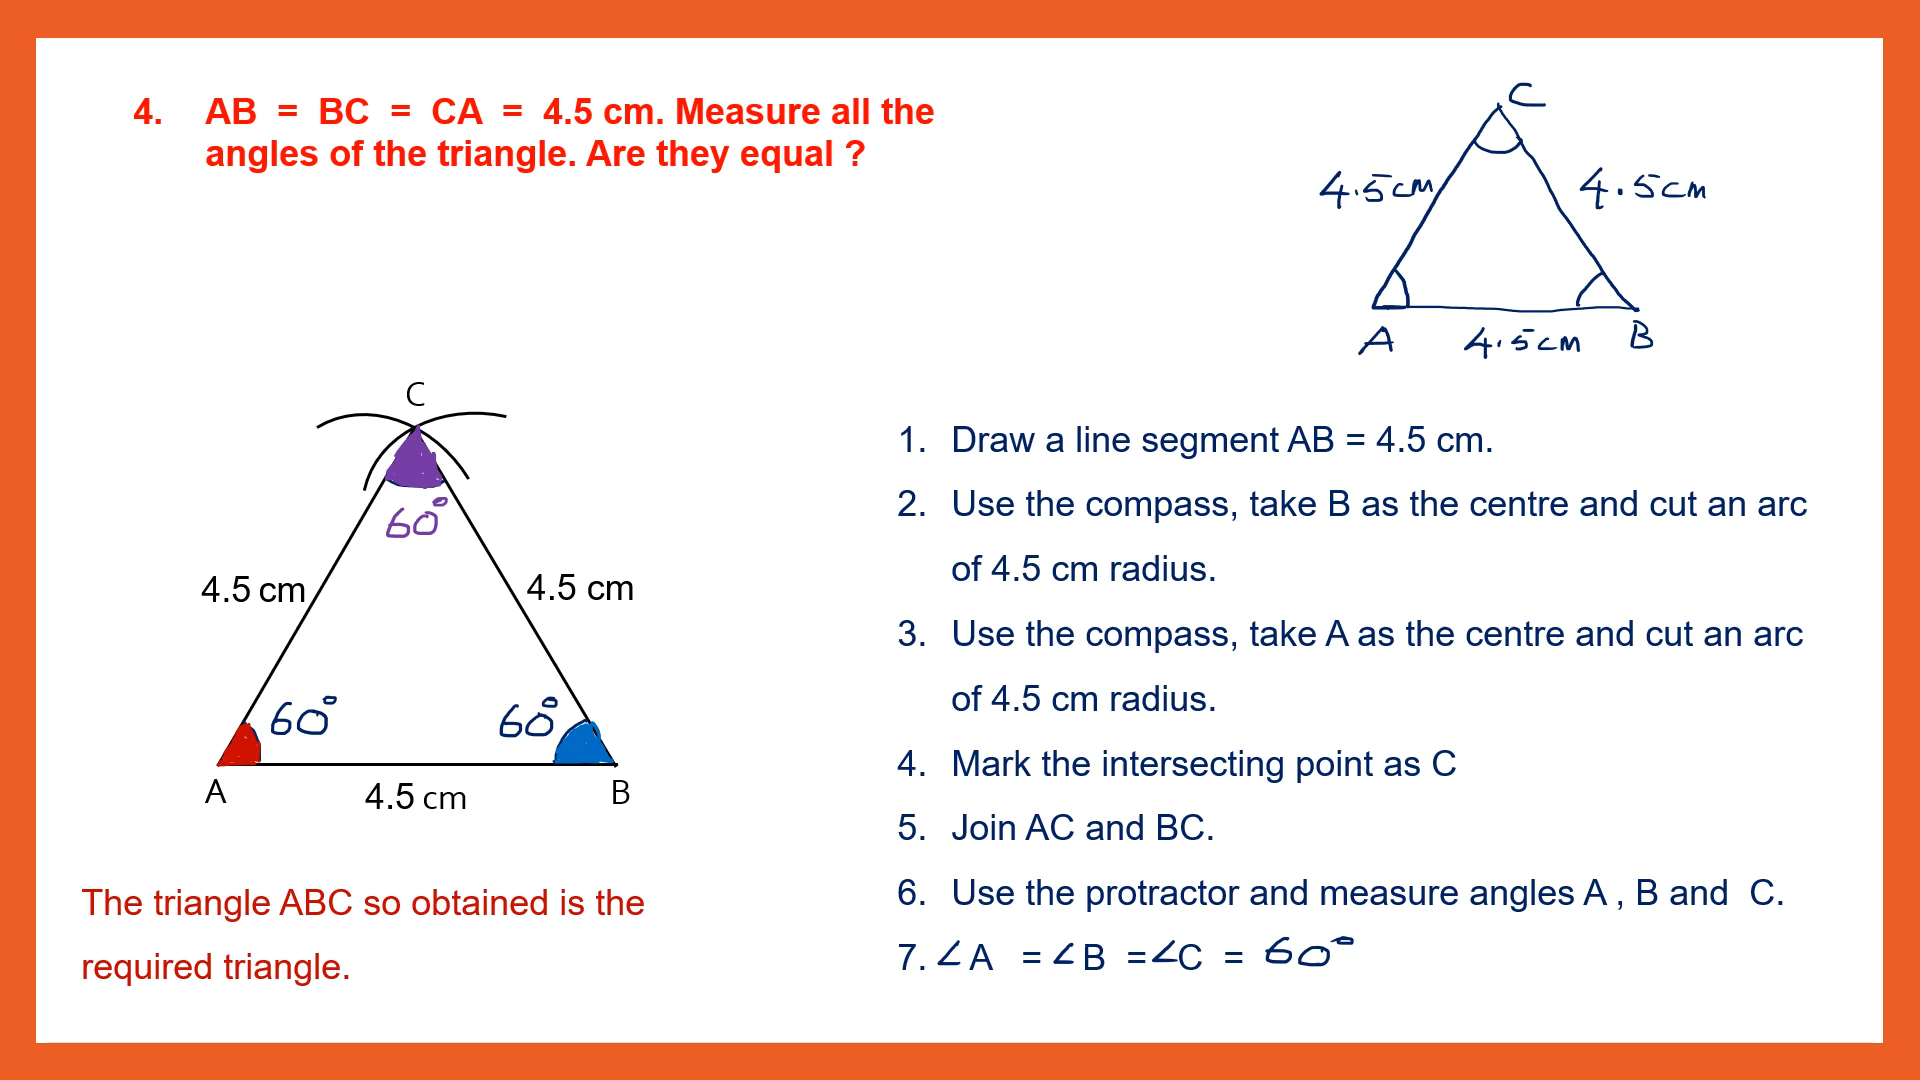 4. AB = BC = CA = 4.5 cm. Measure all the
angles of the triangle. Are they equal ?
C
4.5cm
4.5cm
A
4.5cm
B
C
60°
4.5 cm
4.5 cm
60°
60°
A
4.5 cm
B
The triangle ABC so obtained is the
required triangle.
1. Draw a line segment AB = 4.5 cm.
2. Use the compass, take B as the centre and cut an arc
of 4.5 cm radius.
3. Use the compass, take A as the centre and cut an arc
of 4.5 cm radius.
4. Mark the intersecting point as C
5. Join AC and BC.
6. Use the protractor and measure angles A , B and C.
7. ∠A = ∠B = ∠C = 60°